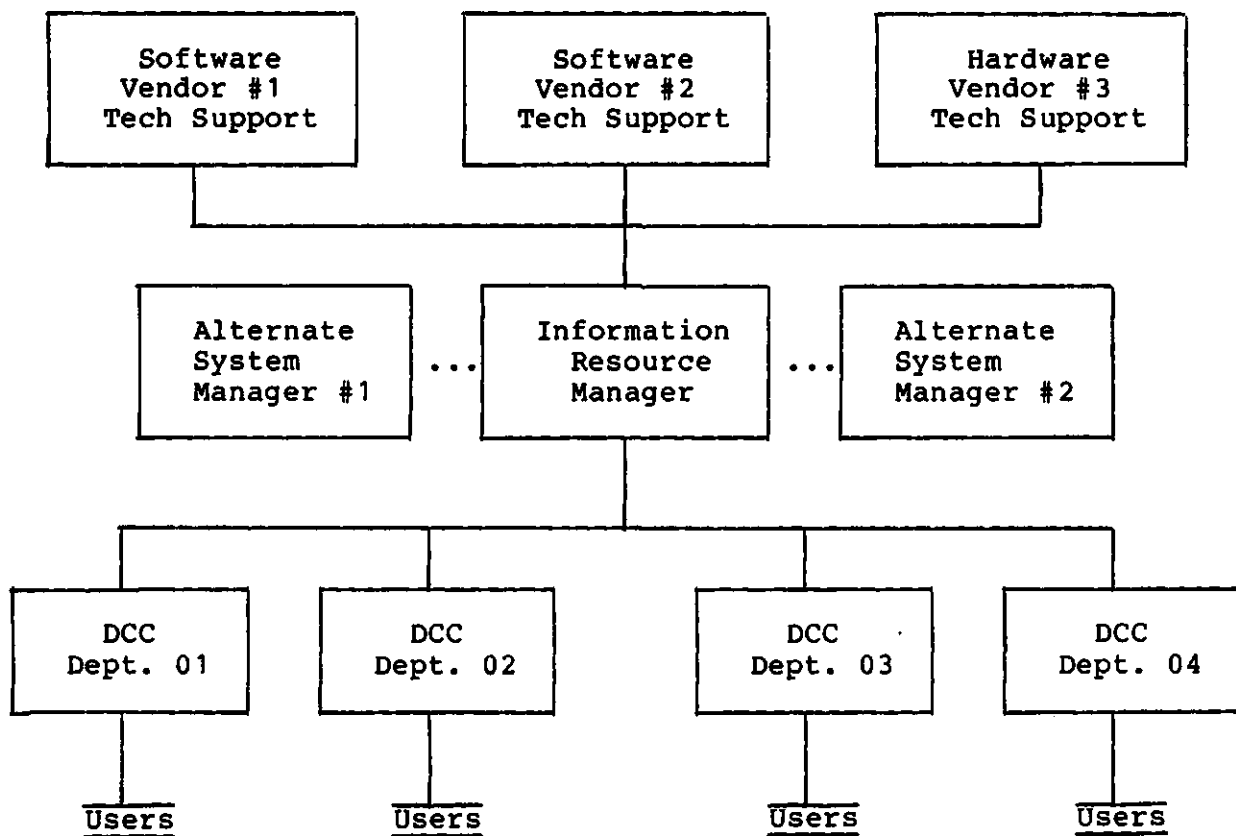 Software
Vendor #1
Tech Support
Software
Vendor #2
Tech Support
Hardware
Vendor #3
Tech Support
Alternate
System
Manager #1
...
Information
Resource
Manager
...
Alternate
System
Manager #2
DCC
Dept. 01
DCC
Dept. 02
DCC
Dept. 03
DCC
Dept. 04
Users
Users
Users
Users